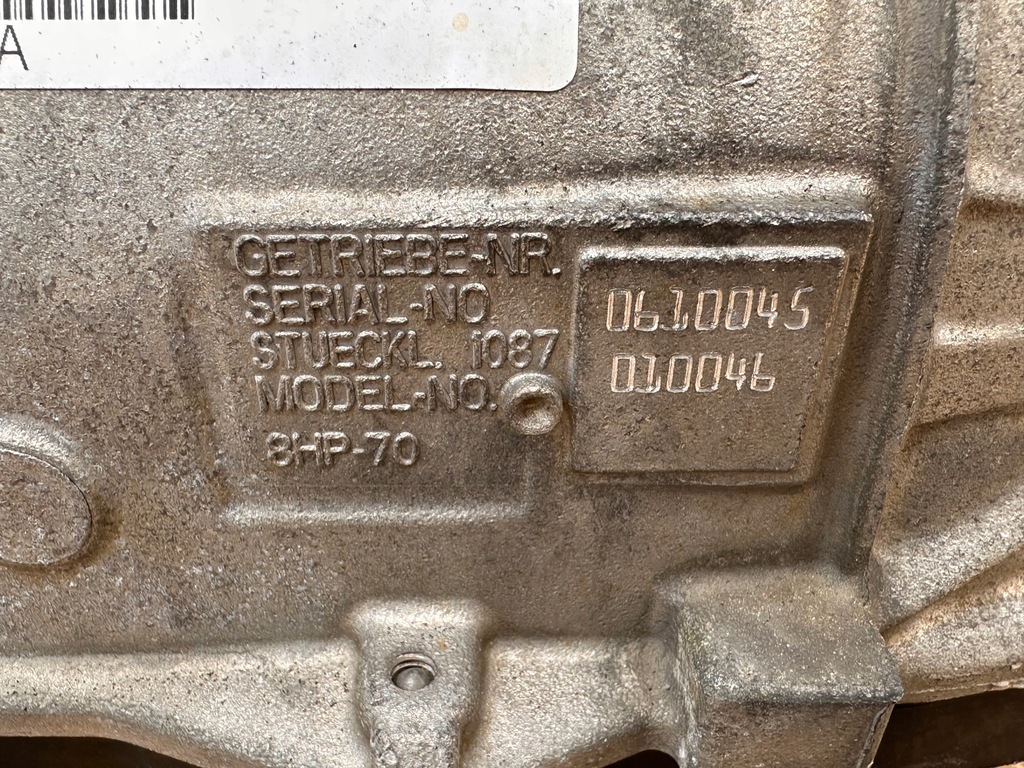 A
GETRIEBE-NR.
SERIAL-NO
STUECKL. 1087
MODEL-NO.
8HP-70
0610045
010046